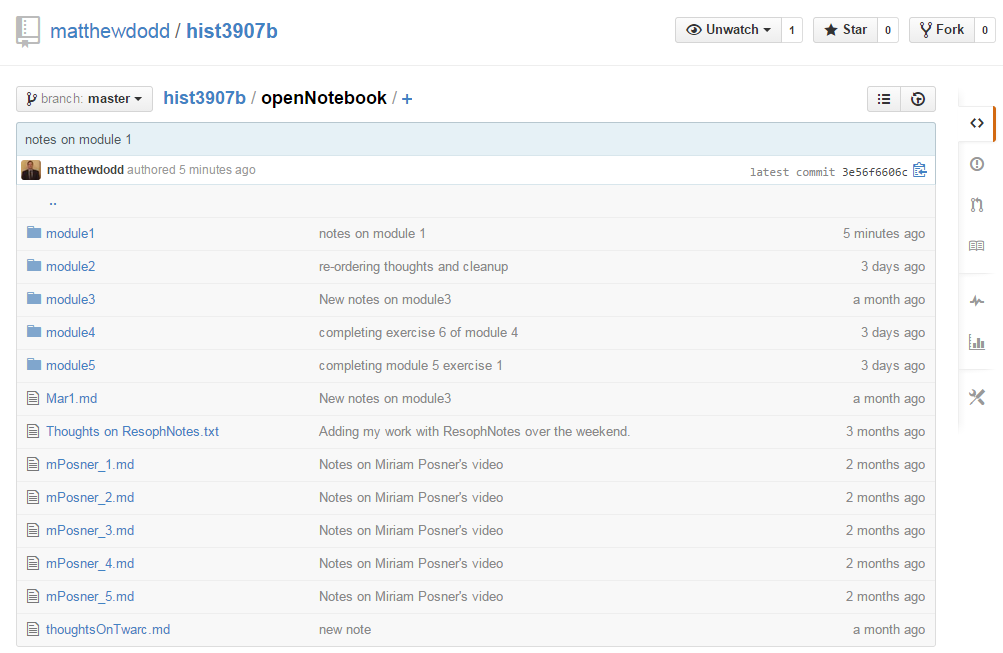 matthewdodd / hist3907b
Unwatch 1 Star 0 Fork 0
branch: master hist3907b / openNotebook / +
notes on module 1
matthewdodd authored 5 minutes ago latest commit 3e56f6606c
..
module1 notes on module 1 5 minutes ago
module2 re-ordering thoughts and cleanup 3 days ago
module3 New notes on module3 a month ago
module4 completing exercise 6 of module 4 3 days ago
module5 completing module 5 exercise 1 3 days ago
Mar1.md New notes on module3 a month ago
Thoughts on ResophNotes.txt Adding my work with ResophNotes over the weekend. 3 months ago
mPosner_1.md Notes on Miriam Posner's video 2 months ago
mPosner_2.md Notes on Miriam Posner's video 2 months ago
mPosner_3.md Notes on Miriam Posner's video 2 months ago
mPosner_4.md Notes on Miriam Posner's video 2 months ago
mPosner_5.md Notes on Miriam Posner's video 2 months ago
thoughtsOnTwarc.md new note a month ago